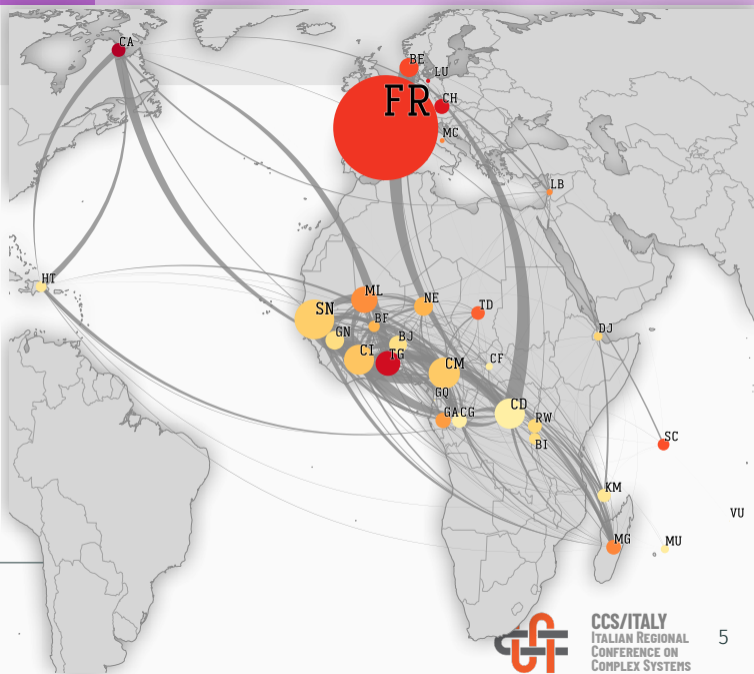 CA
BE
LU
FR
CH
MC
LB
HT
ML
NE
TD
SN
BF
GN
BJ
DJ
CI
TG
CM
CF
GQ
CD
GA
CG
RW
BI
SC
KM
VU
MG
MU
CCS/ITALY
ITALIAN REGIONAL
CONFERENCE ON
COMPLEX SYSTEMS
5